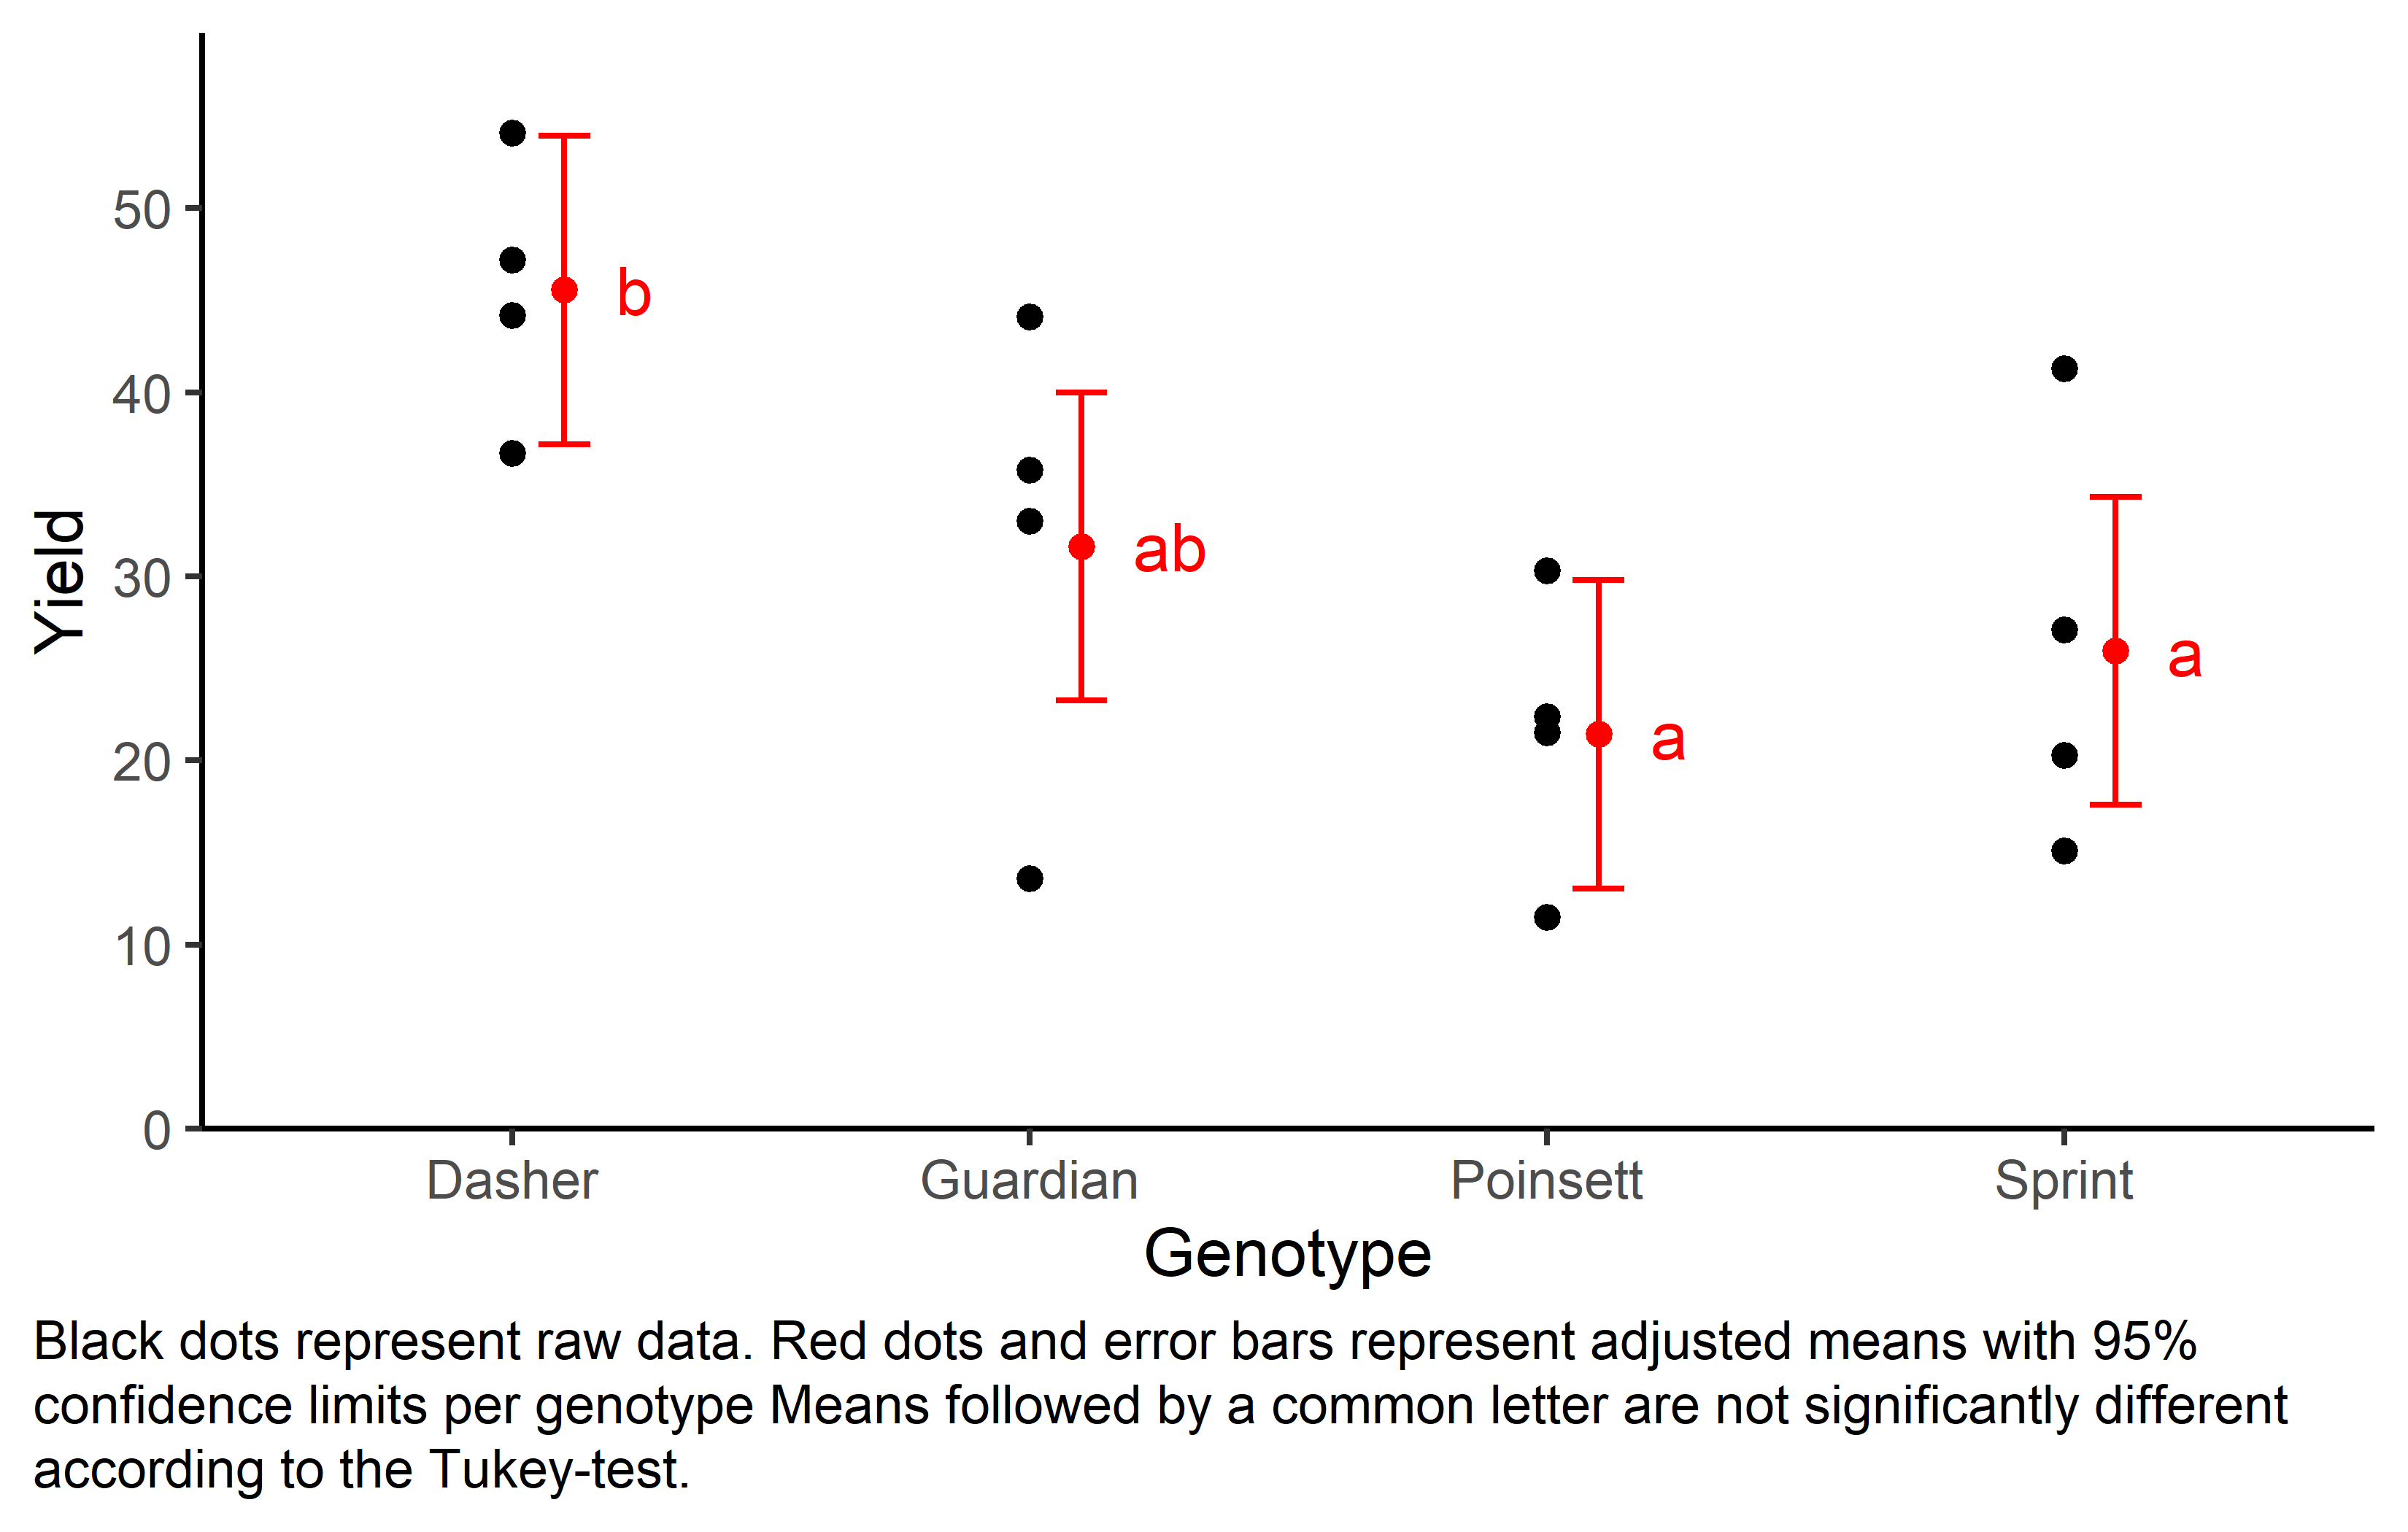 Yield
50
40
30
20
10
0
b
ab
a
a
Dasher Guardian Poinsett Sprint
Genotype
Black dots represent raw data. Red dots and error bars represent adjusted means with 95%
confidence limits per genotype Means followed by a common letter are not significantly different
according to the Tukey-test.